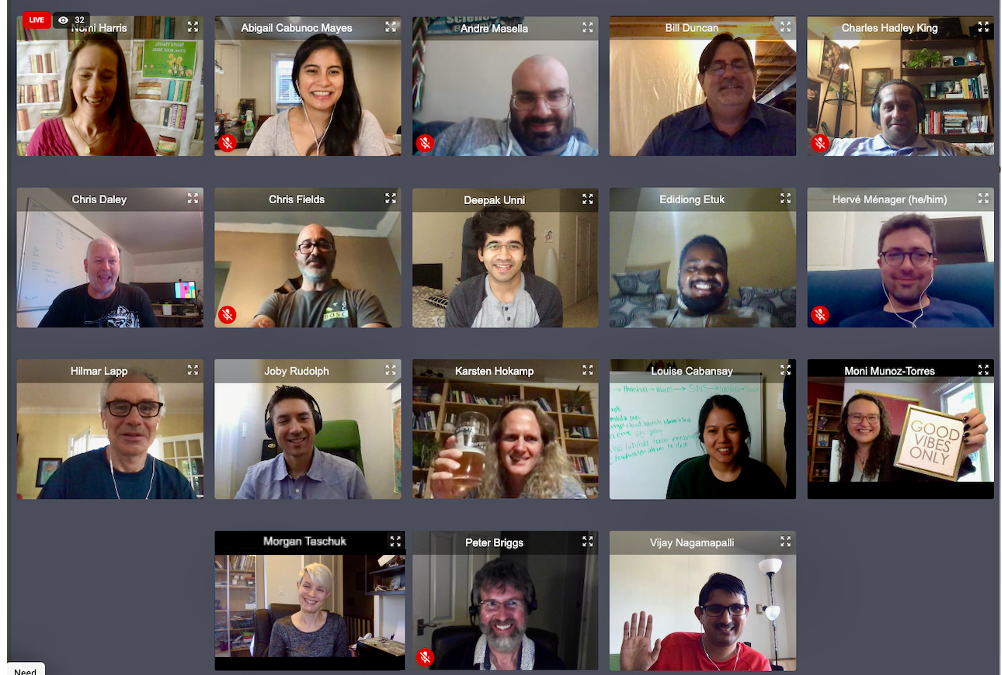 LIVE 32
Nomi Harris
Abigail Cabunoc Mayes
Andre Masella
Bill Duncan
Charles Hadley King
Science
Chris Daley
Chris Fields
Deepak Unni
Edidiong Etuk
Hervé Ménager (he/him)
BOSC
Hilmar Lapp
Joby Rudolph
Karsten Hokamp
Louise Cabansay
Moni Munoz-Torres
GOOD
VIBES
ONLY
Morgan Taschuk
Peter Briggs
Vijay Nagamapalli
Need